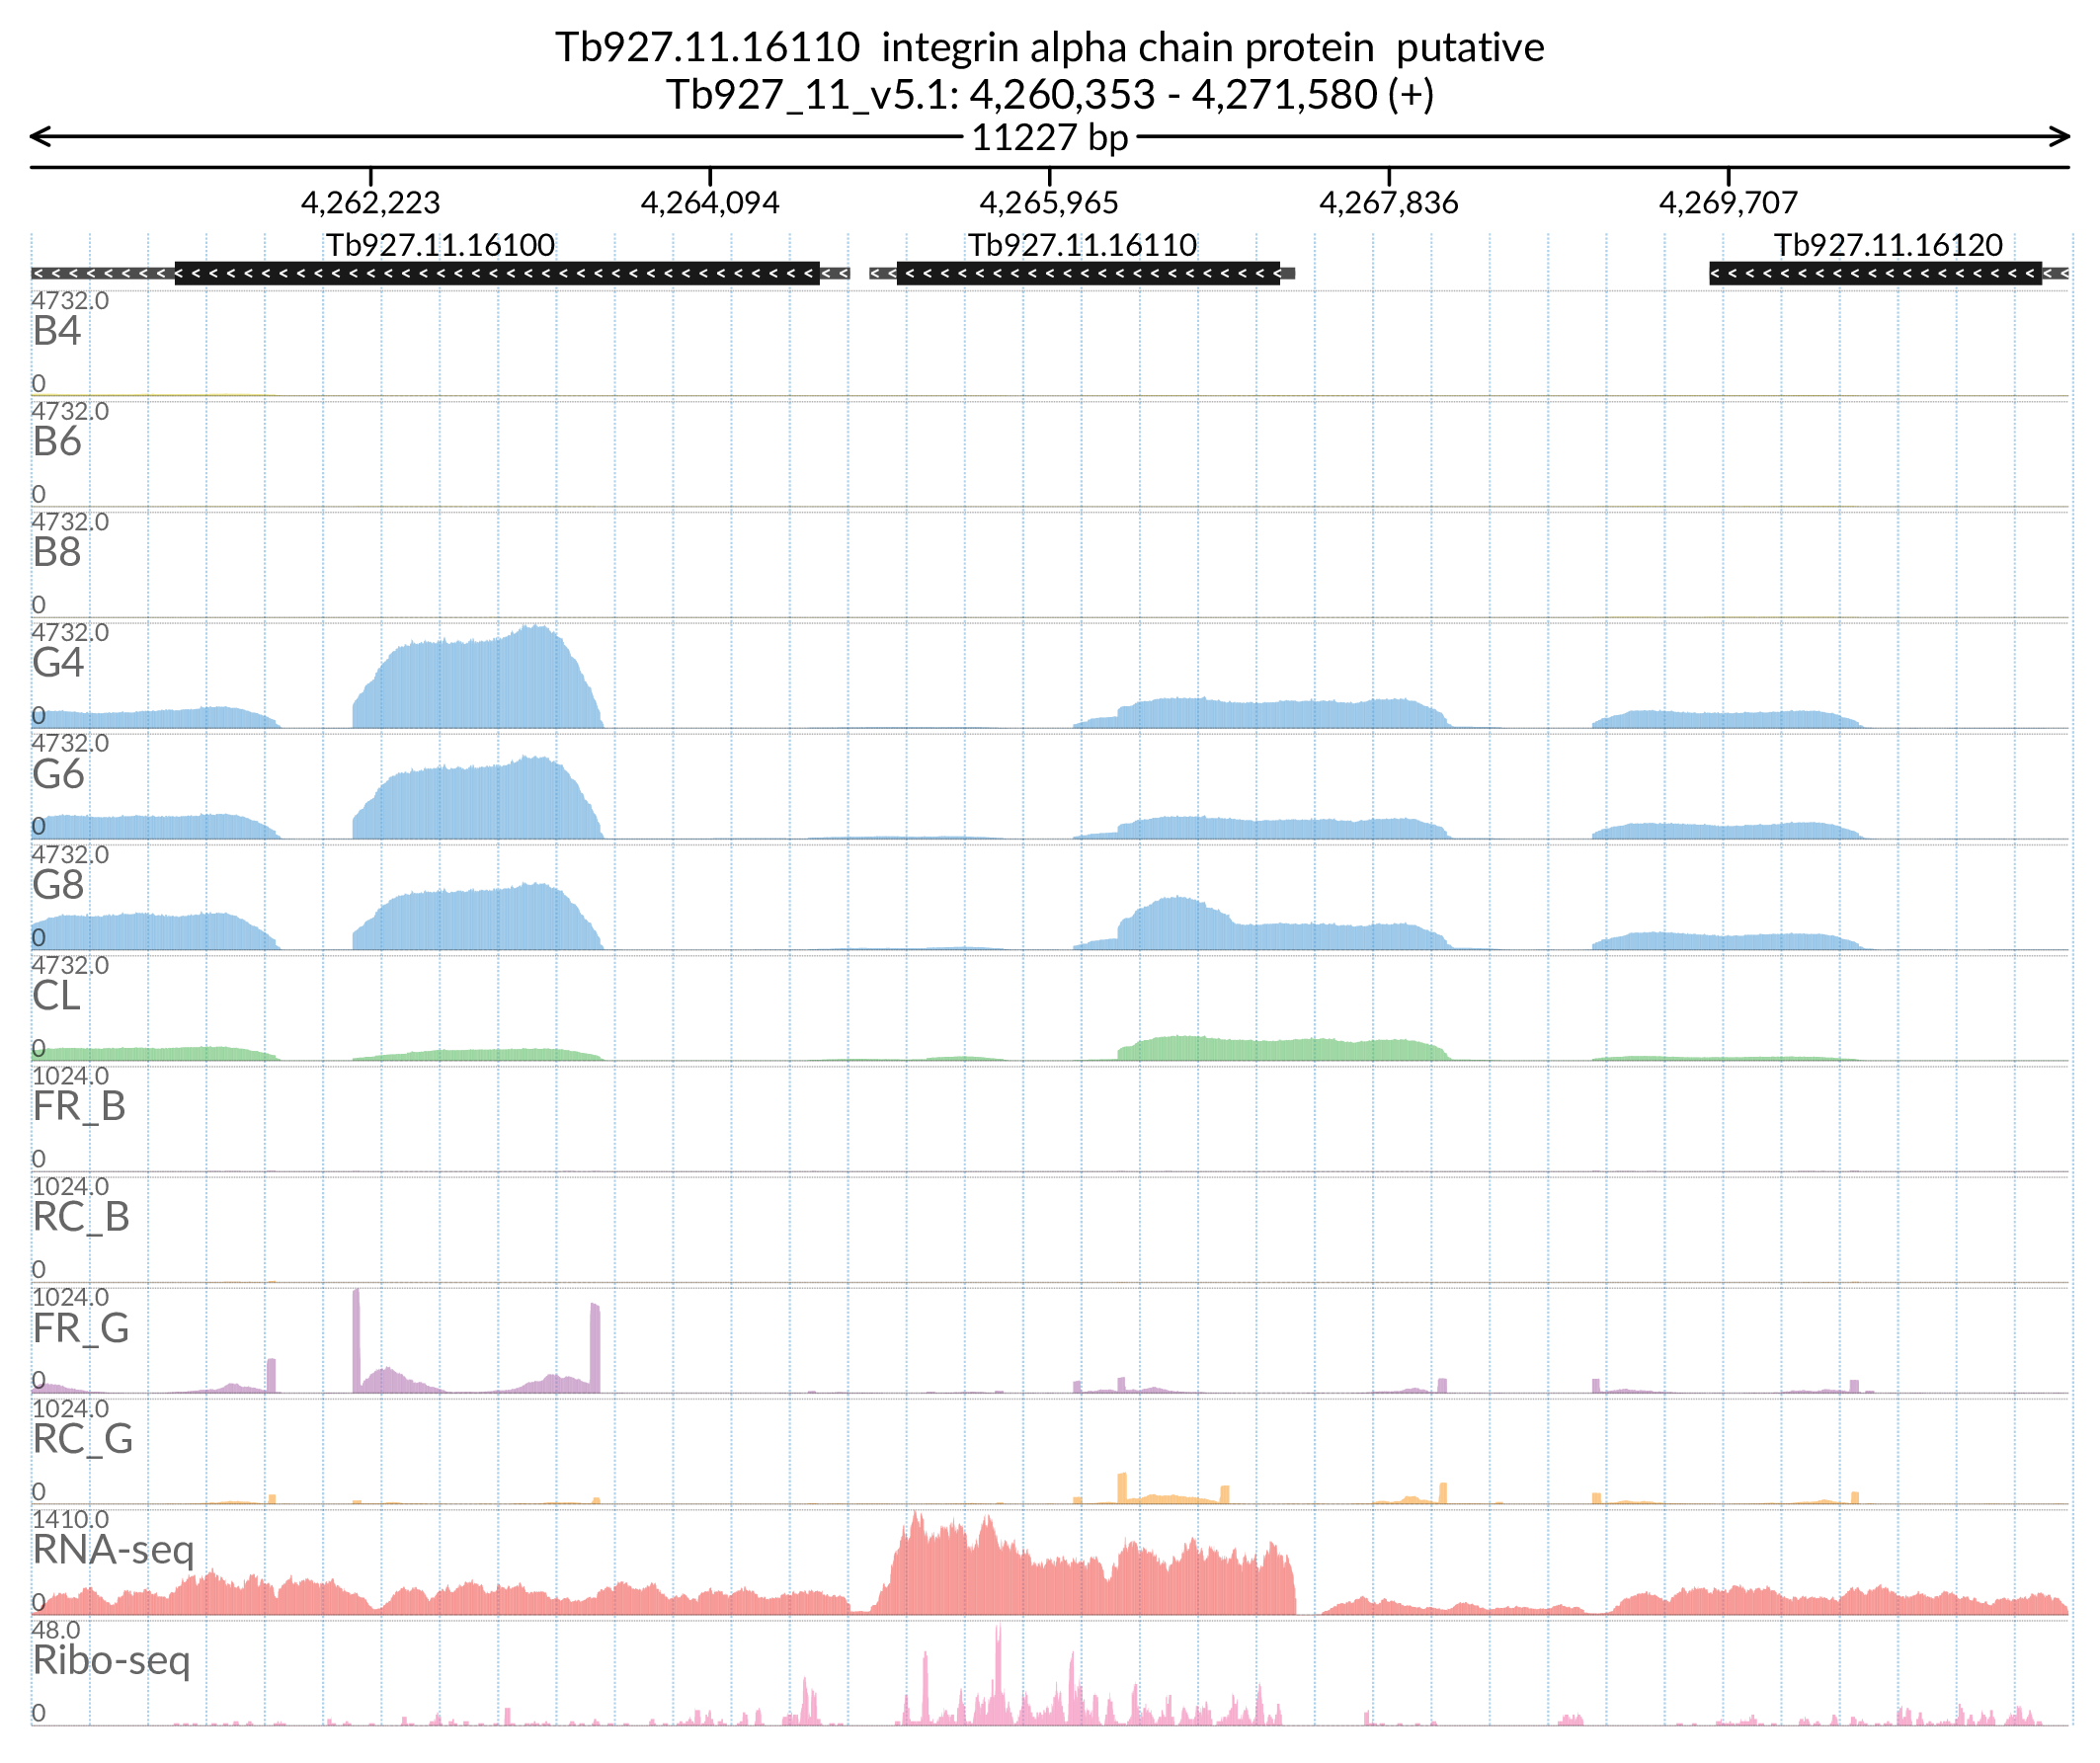 Tb927.11.16110 integrin alpha chain protein putative
Tb927_11_v5.1: 4,260,353 - 4,271,580 (+)
11227 bp
4,262,223 4,264,094 4,265,965 4,267,836 4,269,707
Tb927.11.16100 Tb927.11.16110 Tb927.11.16120
4732.0
B4
0
4732.0
B6
0
4732.0
B8
0
4732.0
G4
0
4732.0
G6
0
4732.0
G8
0
4732.0
CL
0
1024.0
FR_B
0
1024.0
RC_B
0
1024.0
FR_G
0
1024.0
RC_G
0
1410.0
RNA-seq
0
48.0
Ribo-seq
0